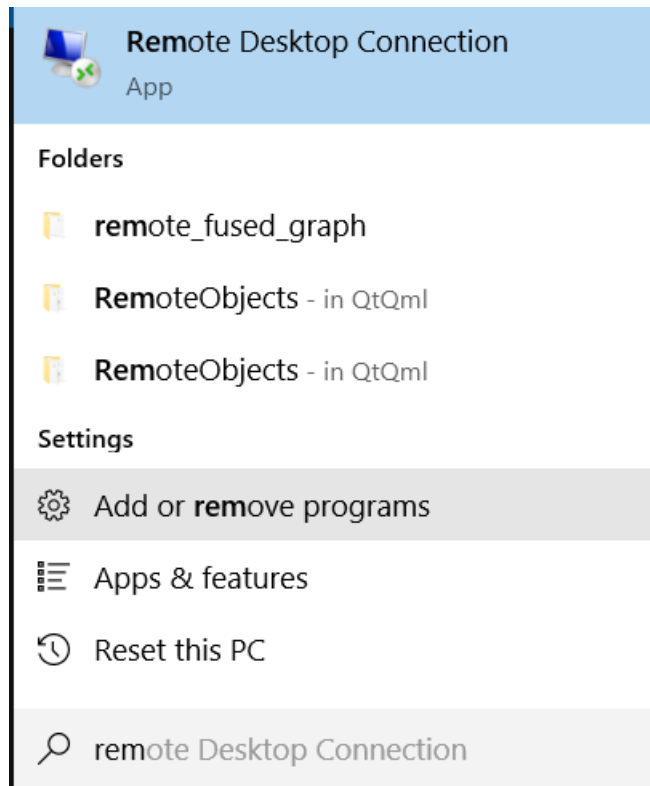 Remote Desktop Connection
App
Folders
remote_fused_graph
RemoteObjects - in QtQml
RemoteObjects - in QtQml
Settings
Add or remove programs
Apps & features
Reset this PC
remote Desktop Connection